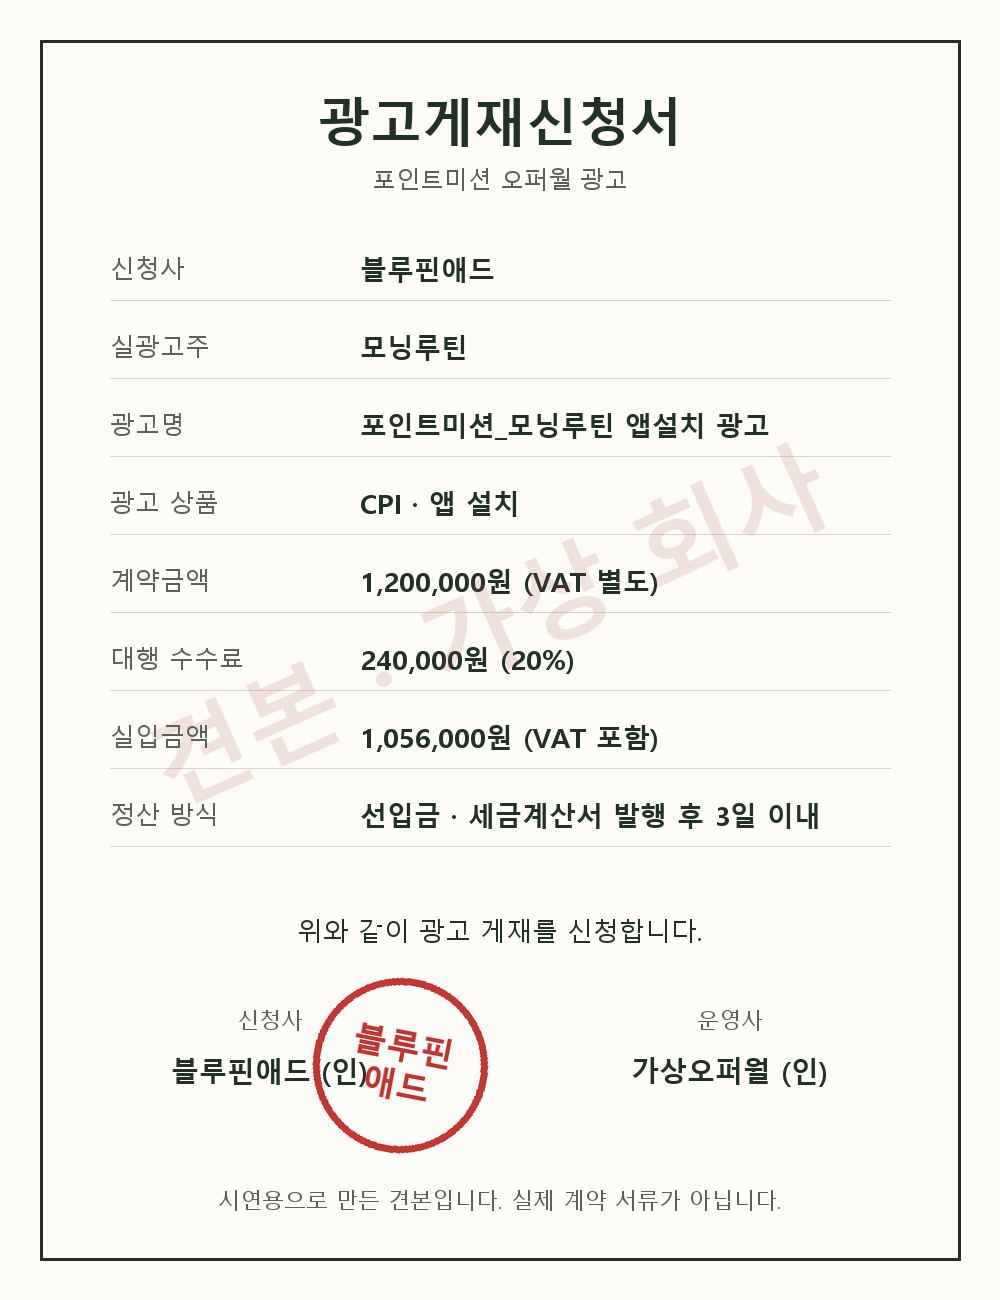 광고게재신청서
포인트미션 오퍼월 광고
신청사 블루핀애드
실광고주 모닝루틴
광고명 포인트미션_모닝루틴 앱설치 광고
광고 상품 CPI · 앱 설치
계약금액 1,200,000원 (VAT 별도)
대행 수수료 240,000원 (20%)
실입금액 1,056,000원 (VAT 포함)
정산 방식 선입금 · 세금계산서 발행 후 3일 이내
견본 · 가상 회사
위와 같이 광고 게재를 신청합니다.
신청사 운영사
블루핀애드 (인) 가상오퍼월 (인)
블루핀
애드
시연용으로 만든 견본입니다. 실제 계약 서류가 아닙니다.